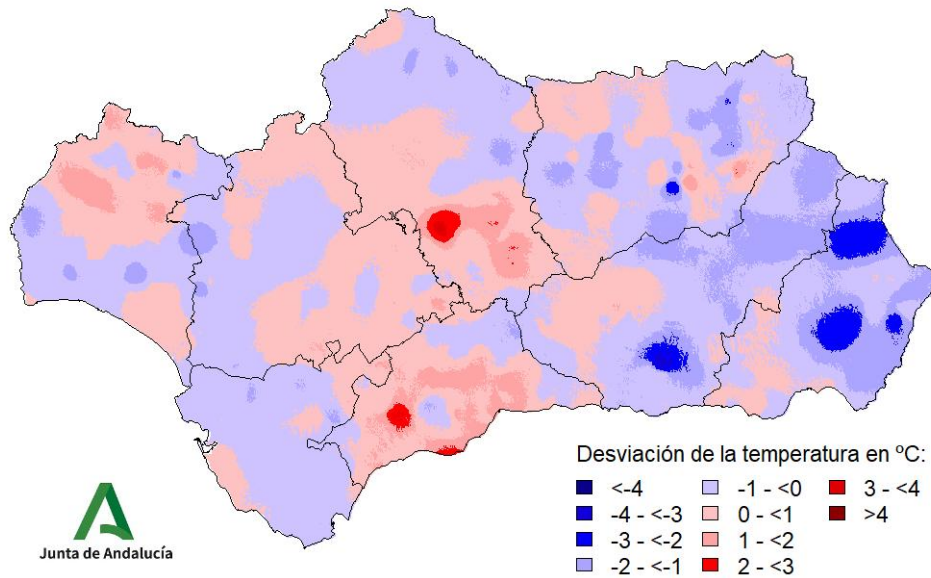 Desviación de la temperatura en ºC:
<-4 -1 - <0 3 - <4
-4 - <-3 0 - <1 >4
-3 - <-2 1 - <2
-2 - <-1 2 - <3
Junta de Andalucía